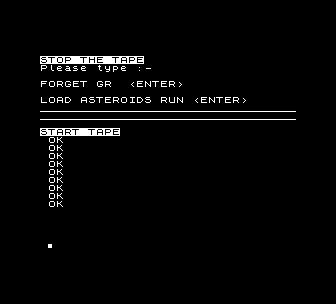 STOP THE TAPE
Please type :-
FORGET GR <ENTER>
LOAD ASTEROIDS RUN <ENTER>
START TAPE
OK
OK
OK
OK
OK
OK
OK
OK
OK